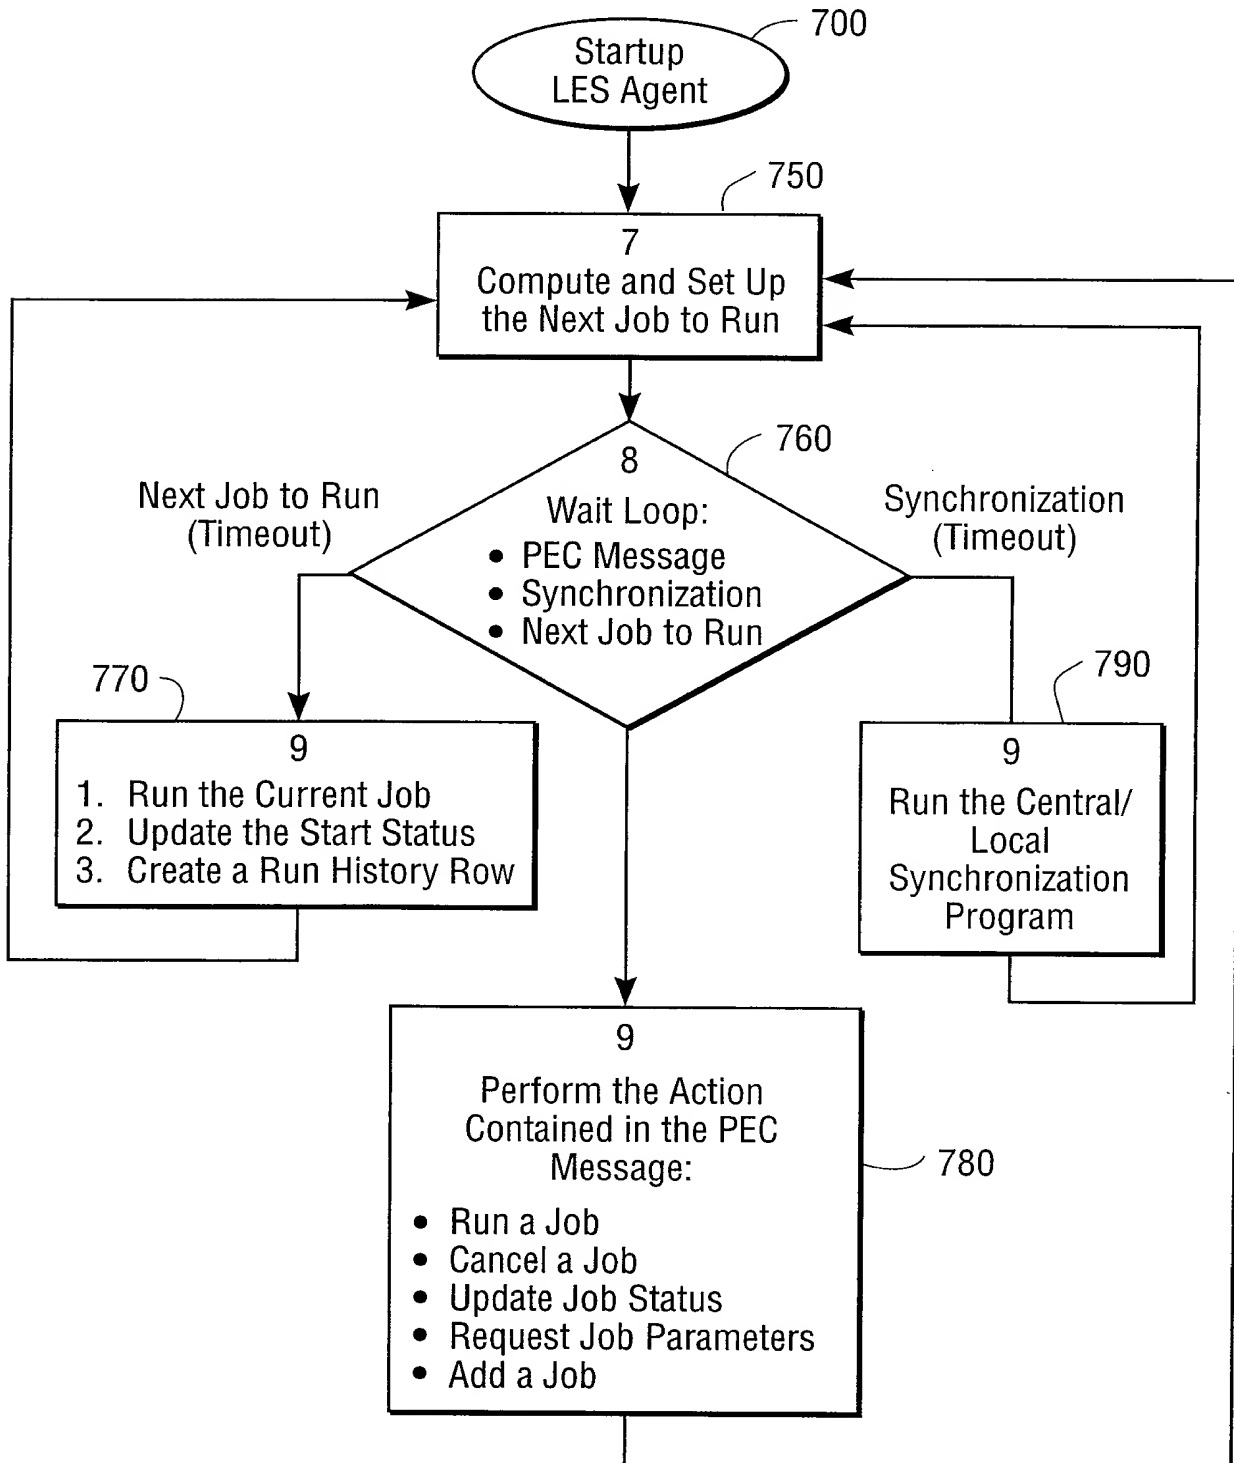 700
Startup
LES Agent
750
7
Compute and Set Up
the Next Job to Run
760
8
Wait Loop:
• PEC Message
• Synchronization
• Next Job to Run
Next Job to Run
(Timeout)
Synchronization
(Timeout)
770
9
1. Run the Current Job
2. Update the Start Status
3. Create a Run History Row
790
9
Run the Central/
Local
Synchronization
Program
9
Perform the Action
Contained in the PEC
Message:
• Run a Job
• Cancel a Job
• Update Job Status
• Request Job Parameters
• Add a Job
780